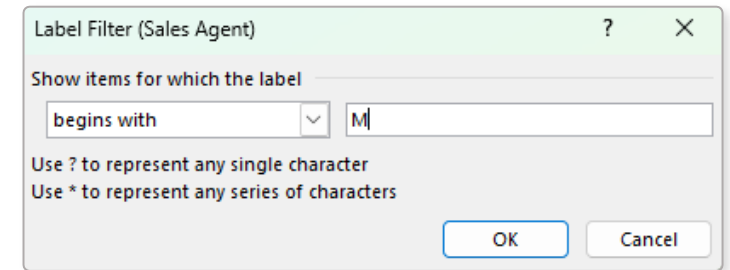 Label Filter (Sales Agent) ?
Show items for which the label
begins with M
Use ? to represent any single character
Use * to represent any series of characters
OK Cancel